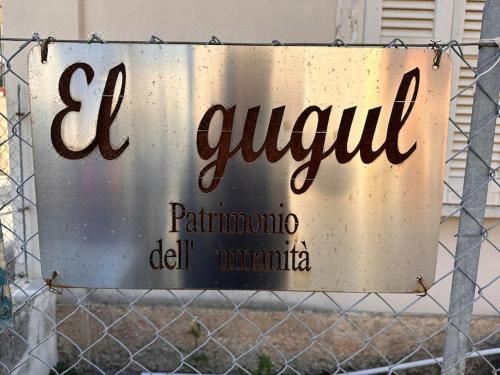 El gugul
Patrimonio
dell' umanità